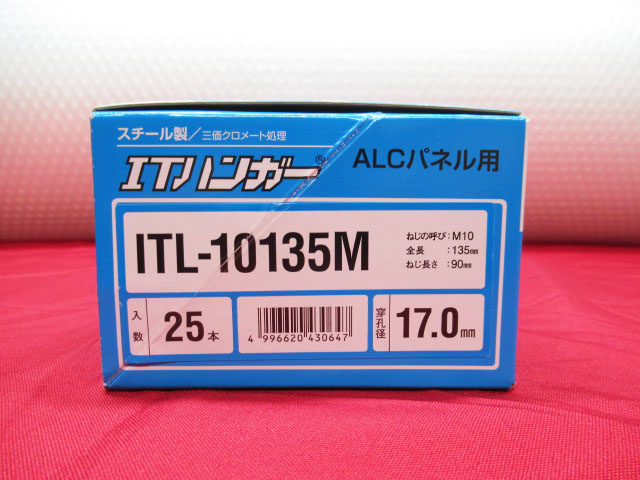 スチール製/三価クロメート処理
ITハンガー® ALCパネル用
ITL-10135M
ねじの呼び:M10
全長:135mm
ねじ長さ:90mm
入数 25本
4 996620 430647
穿孔径 17.0mm